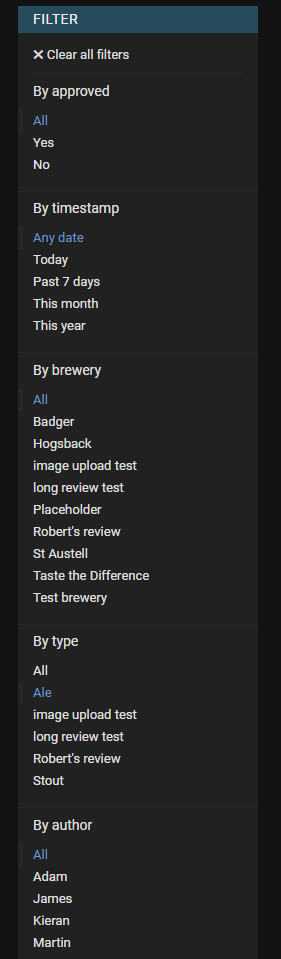 FILTER
✕ Clear all filters
By approved
All
Yes
No
By timestamp
Any date
Today
Past 7 days
This month
This year
By brewery
All
Badger
Hogsback
image upload test
long review test
Placeholder
Robert's review
St Austell
Taste the Difference
Test brewery
By type
All
Ale
image upload test
long review test
Robert's review
Stout
By author
All
Adam
James
Kieran
Martin